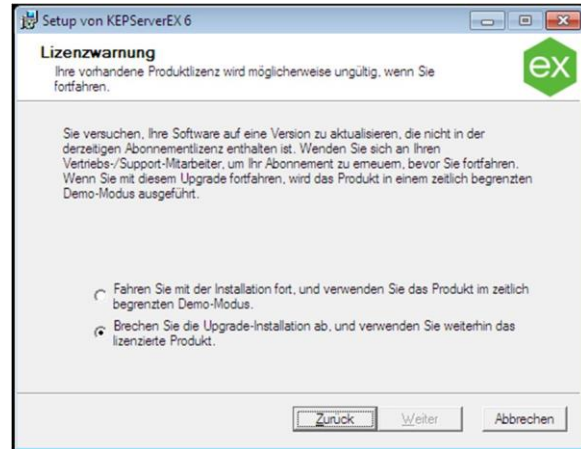 Setup von KEPServerEX 6
Lizenzwarnung
Ihre vorhandene Produktlizenz wird möglicherweise ungültig, wenn Sie
fortfahren.
ex
Sie versuchen, Ihre Software auf eine Version zu aktualisieren, die nicht in der
derzeitigen Abonnementlizenz enthalten ist. Wenden Sie sich an Ihren
Vertriebs-/Support-Mitarbeiter, um Ihr Abonnement zu erneuern, bevor Sie fortfahren.
Wenn Sie mit diesem Upgrade fortfahren, wird das Produkt in einem zeitlich begrenzten
Demo-Modus ausgeführt.
Fahren Sie mit der Installation fort, und verwenden Sie das Produkt im zeitlich
begrenzten Demo-Modus.
Brechen Sie die Upgrade-Installation ab, und verwenden Sie weiterhin das
lizenzierte Produkt.
Zurück Weiter Abbrechen